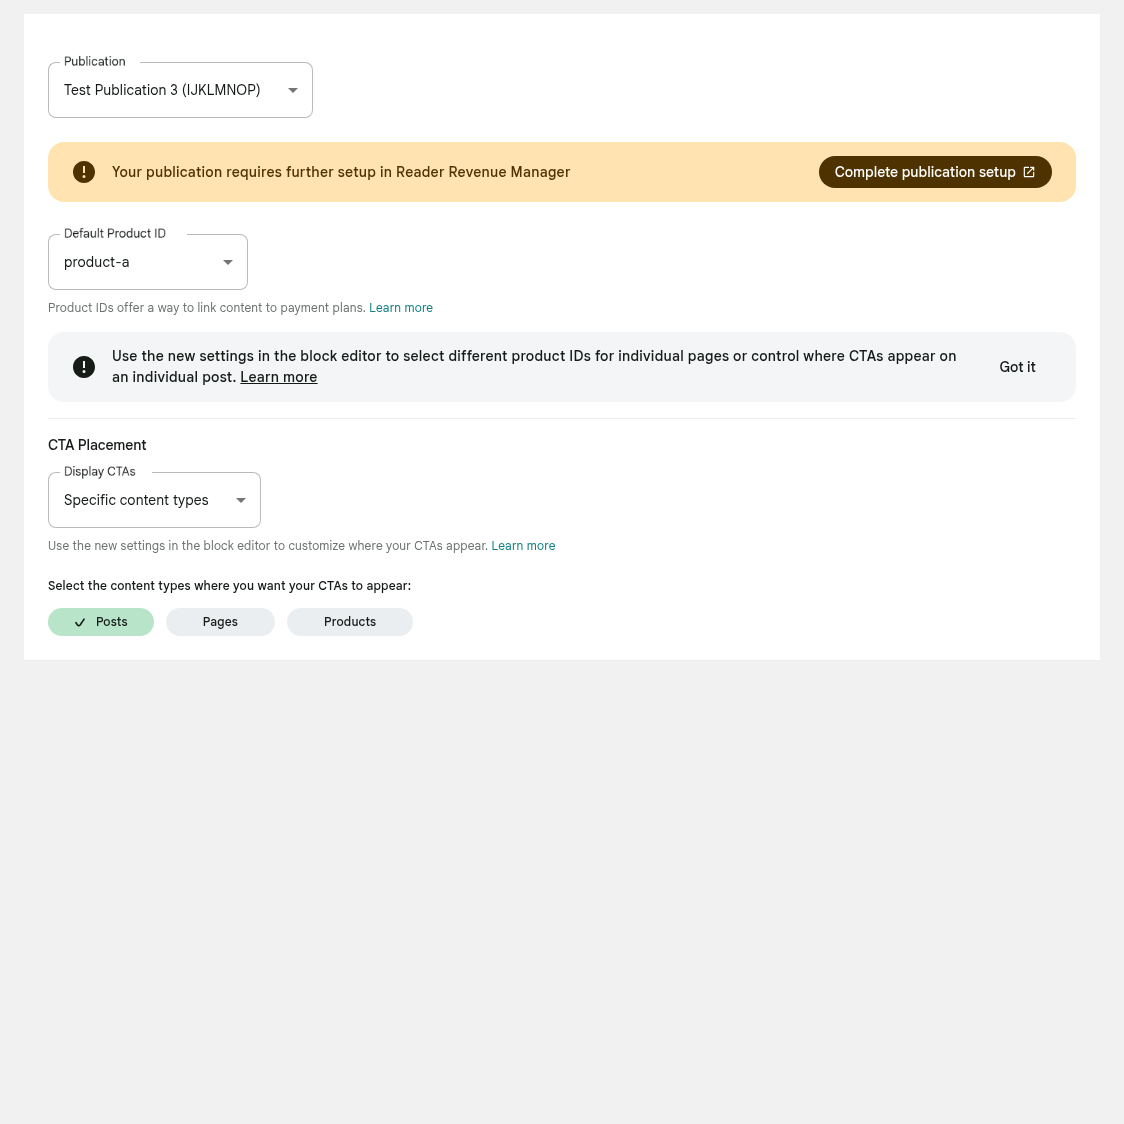 Publication
Test Publication 3 (IJKLMNOP)
Your publication requires further setup in Reader Revenue Manager
Complete publication setup
Default Product ID
product-a
Product IDs offer a way to link content to payment plans. Learn more
Use the new settings in the block editor to select different product IDs for individual pages or control where CTAs appear on
an individual post. Learn more
Got it
CTA Placement
Display CTAs
Specific content types
Use the new settings in the block editor to customize where your CTAs appear. Learn more
Select the content types where you want your CTAs to appear:
Posts
Pages
Products